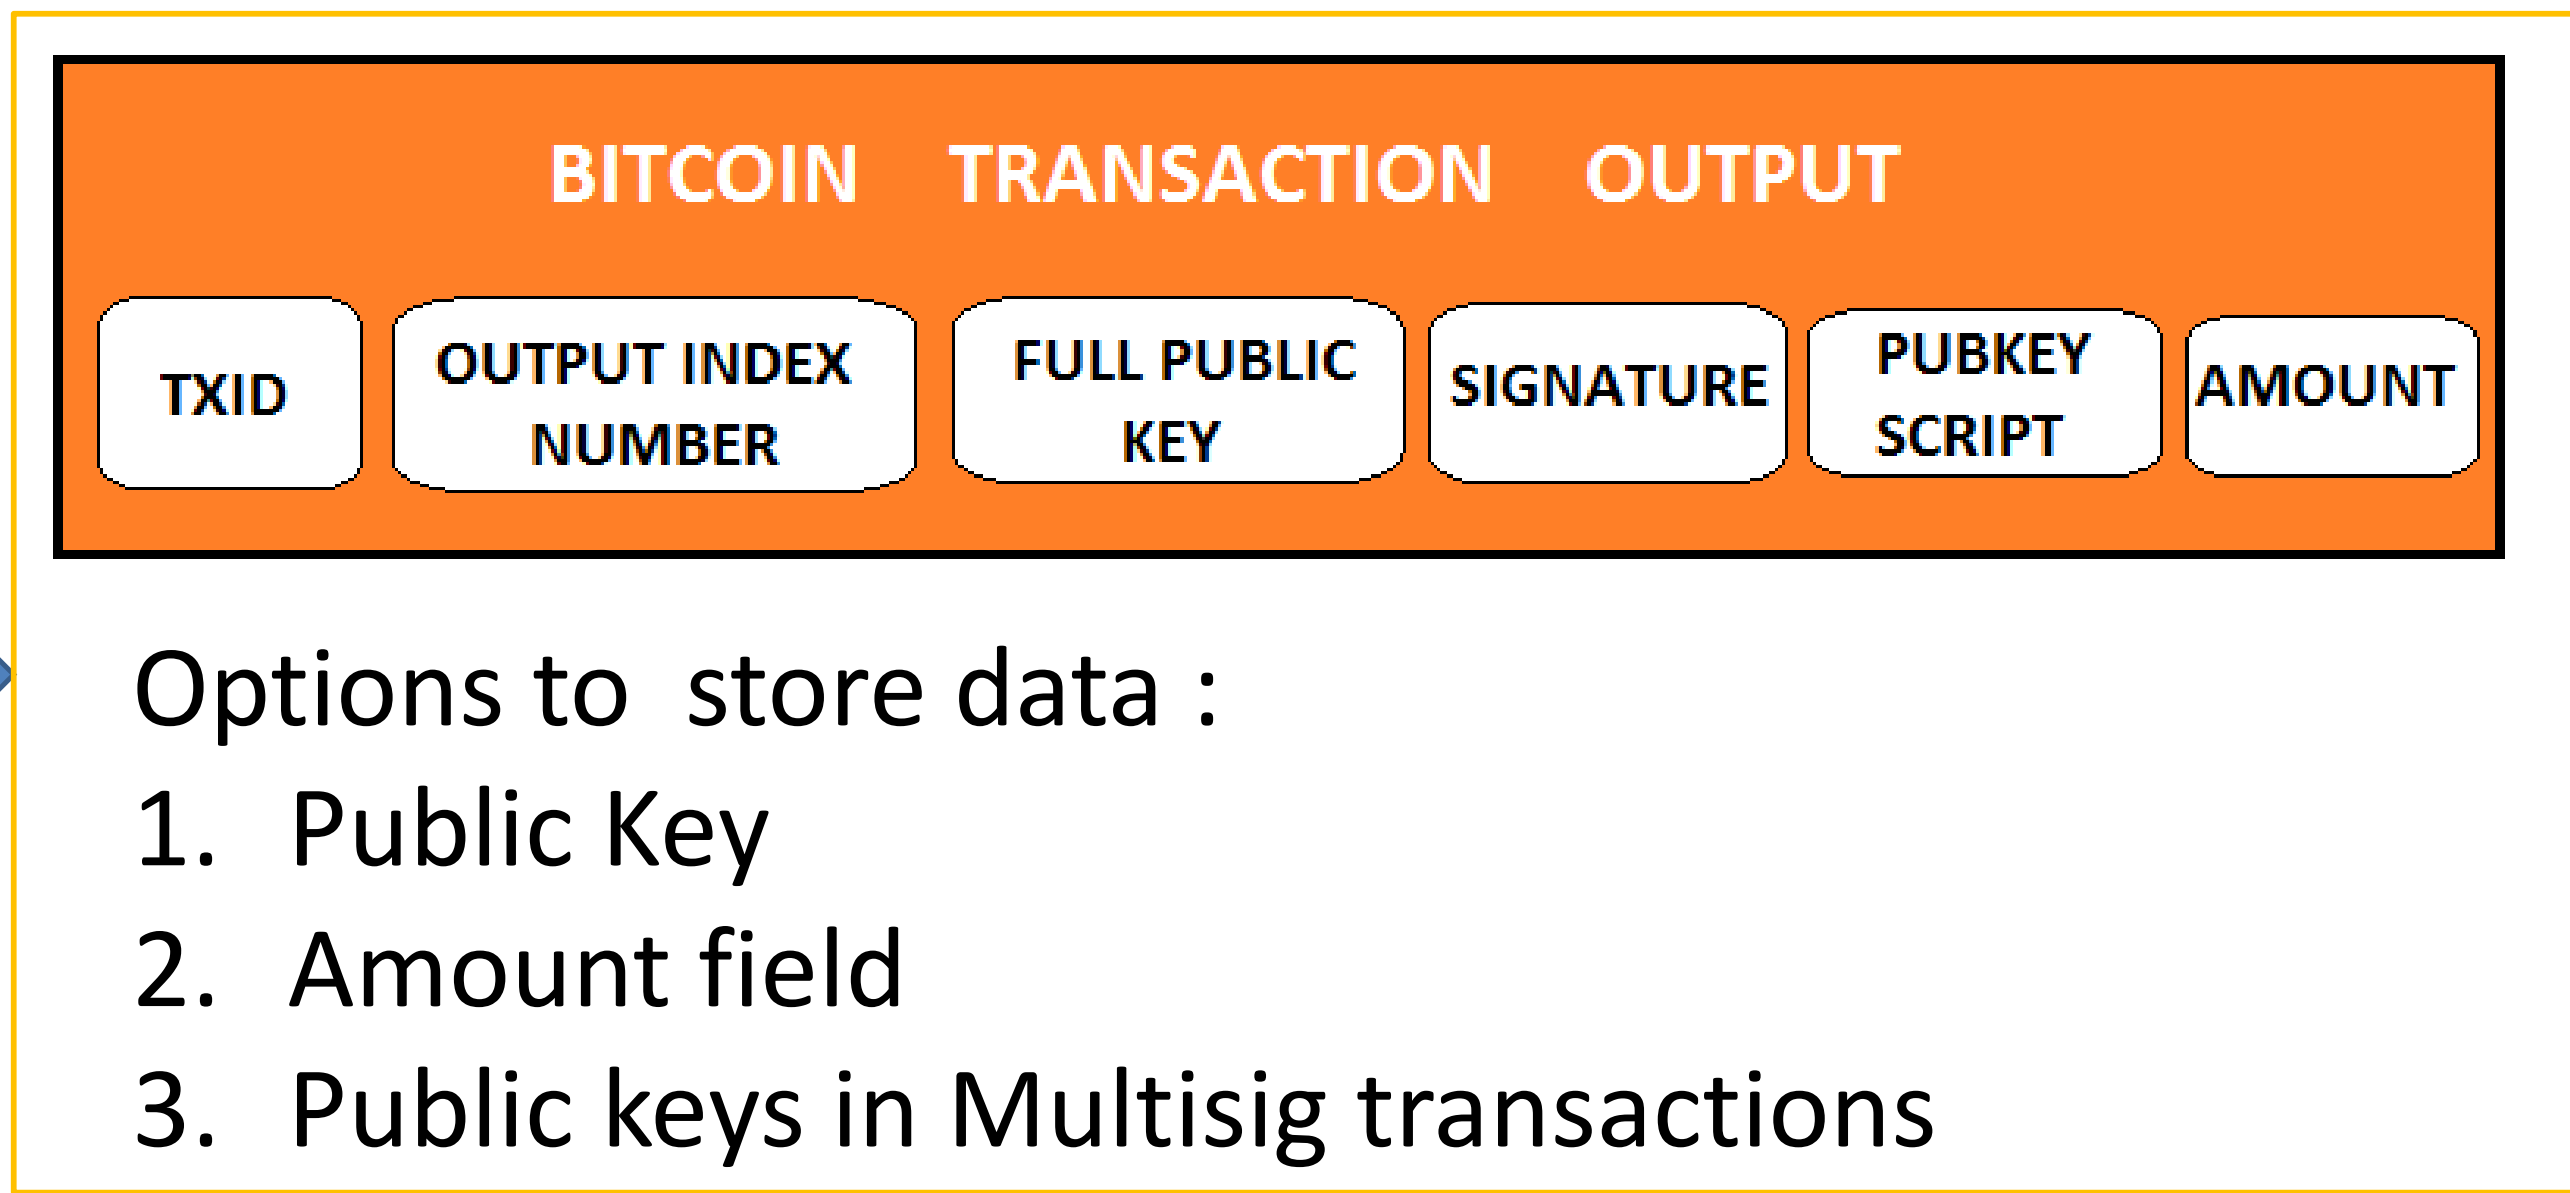 BITCOIN TRANSACTION OUTPUT
TXID
OUTPUT INDEX
NUMBER
FULL PUBLIC
KEY
SIGNATURE
PUBKEY
SCRIPT
AMOUNT
Options to store data :
1. Public Key
2. Amount field
3. Public keys in Multisig transactions